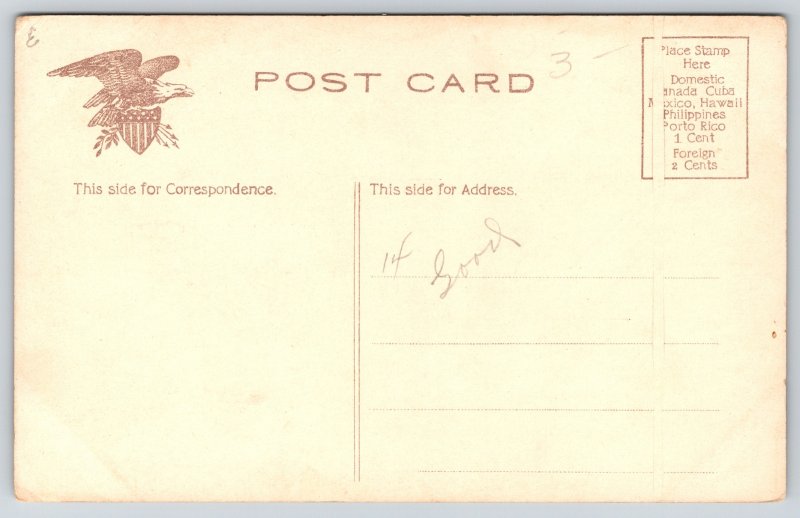 POST CARD
3 –
Place Stamp
Here
Domestic
Canada Cuba
Mexico, Hawaii
Philippines
Porto Rico
1 Cent
Foreign
2 Cents
This side for Correspondence.
This side for Address.
14
Good